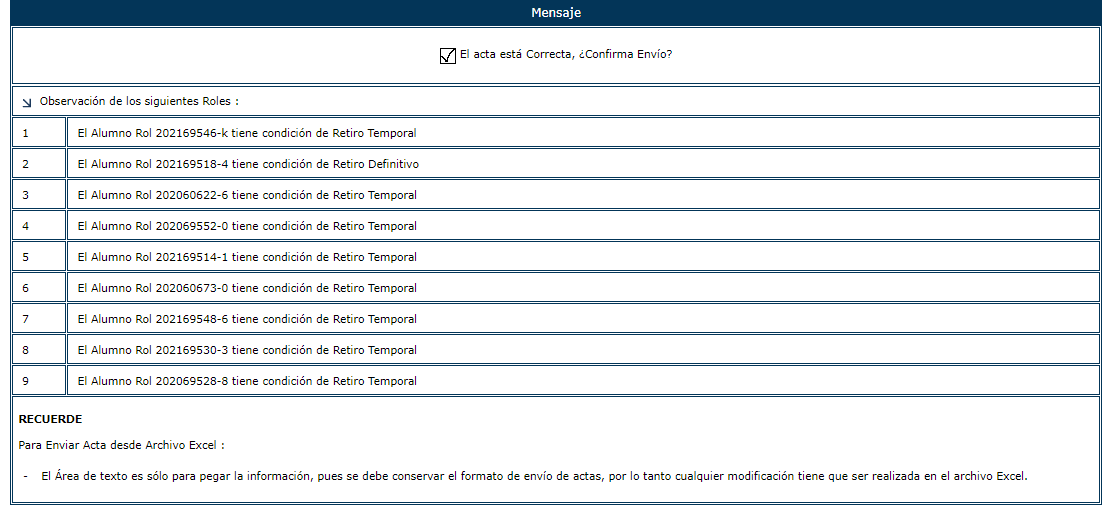 Mensaje
El acta está Correcta, ¿Confirma Envío?
Observación de los siguientes Roles :
1 El Alumno Rol 202169546-k tiene condición de Retiro Temporal
2 El Alumno Rol 202169518-4 tiene condición de Retiro Definitivo
3 El Alumno Rol 202060622-6 tiene condición de Retiro Temporal
4 El Alumno Rol 202069552-0 tiene condición de Retiro Temporal
5 El Alumno Rol 202169514-1 tiene condición de Retiro Temporal
6 El Alumno Rol 202060673-0 tiene condición de Retiro Temporal
7 El Alumno Rol 202169548-6 tiene condición de Retiro Temporal
8 El Alumno Rol 202169530-3 tiene condición de Retiro Temporal
9 El Alumno Rol 202069528-8 tiene condición de Retiro Temporal
RECUERDE
Para Enviar Acta desde Archivo Excel :
- El Área de texto es sólo para pegar la información, pues se debe conservar el formato de envío de actas, por lo tanto cualquier modificación tiene que ser realizada en el archivo Excel.